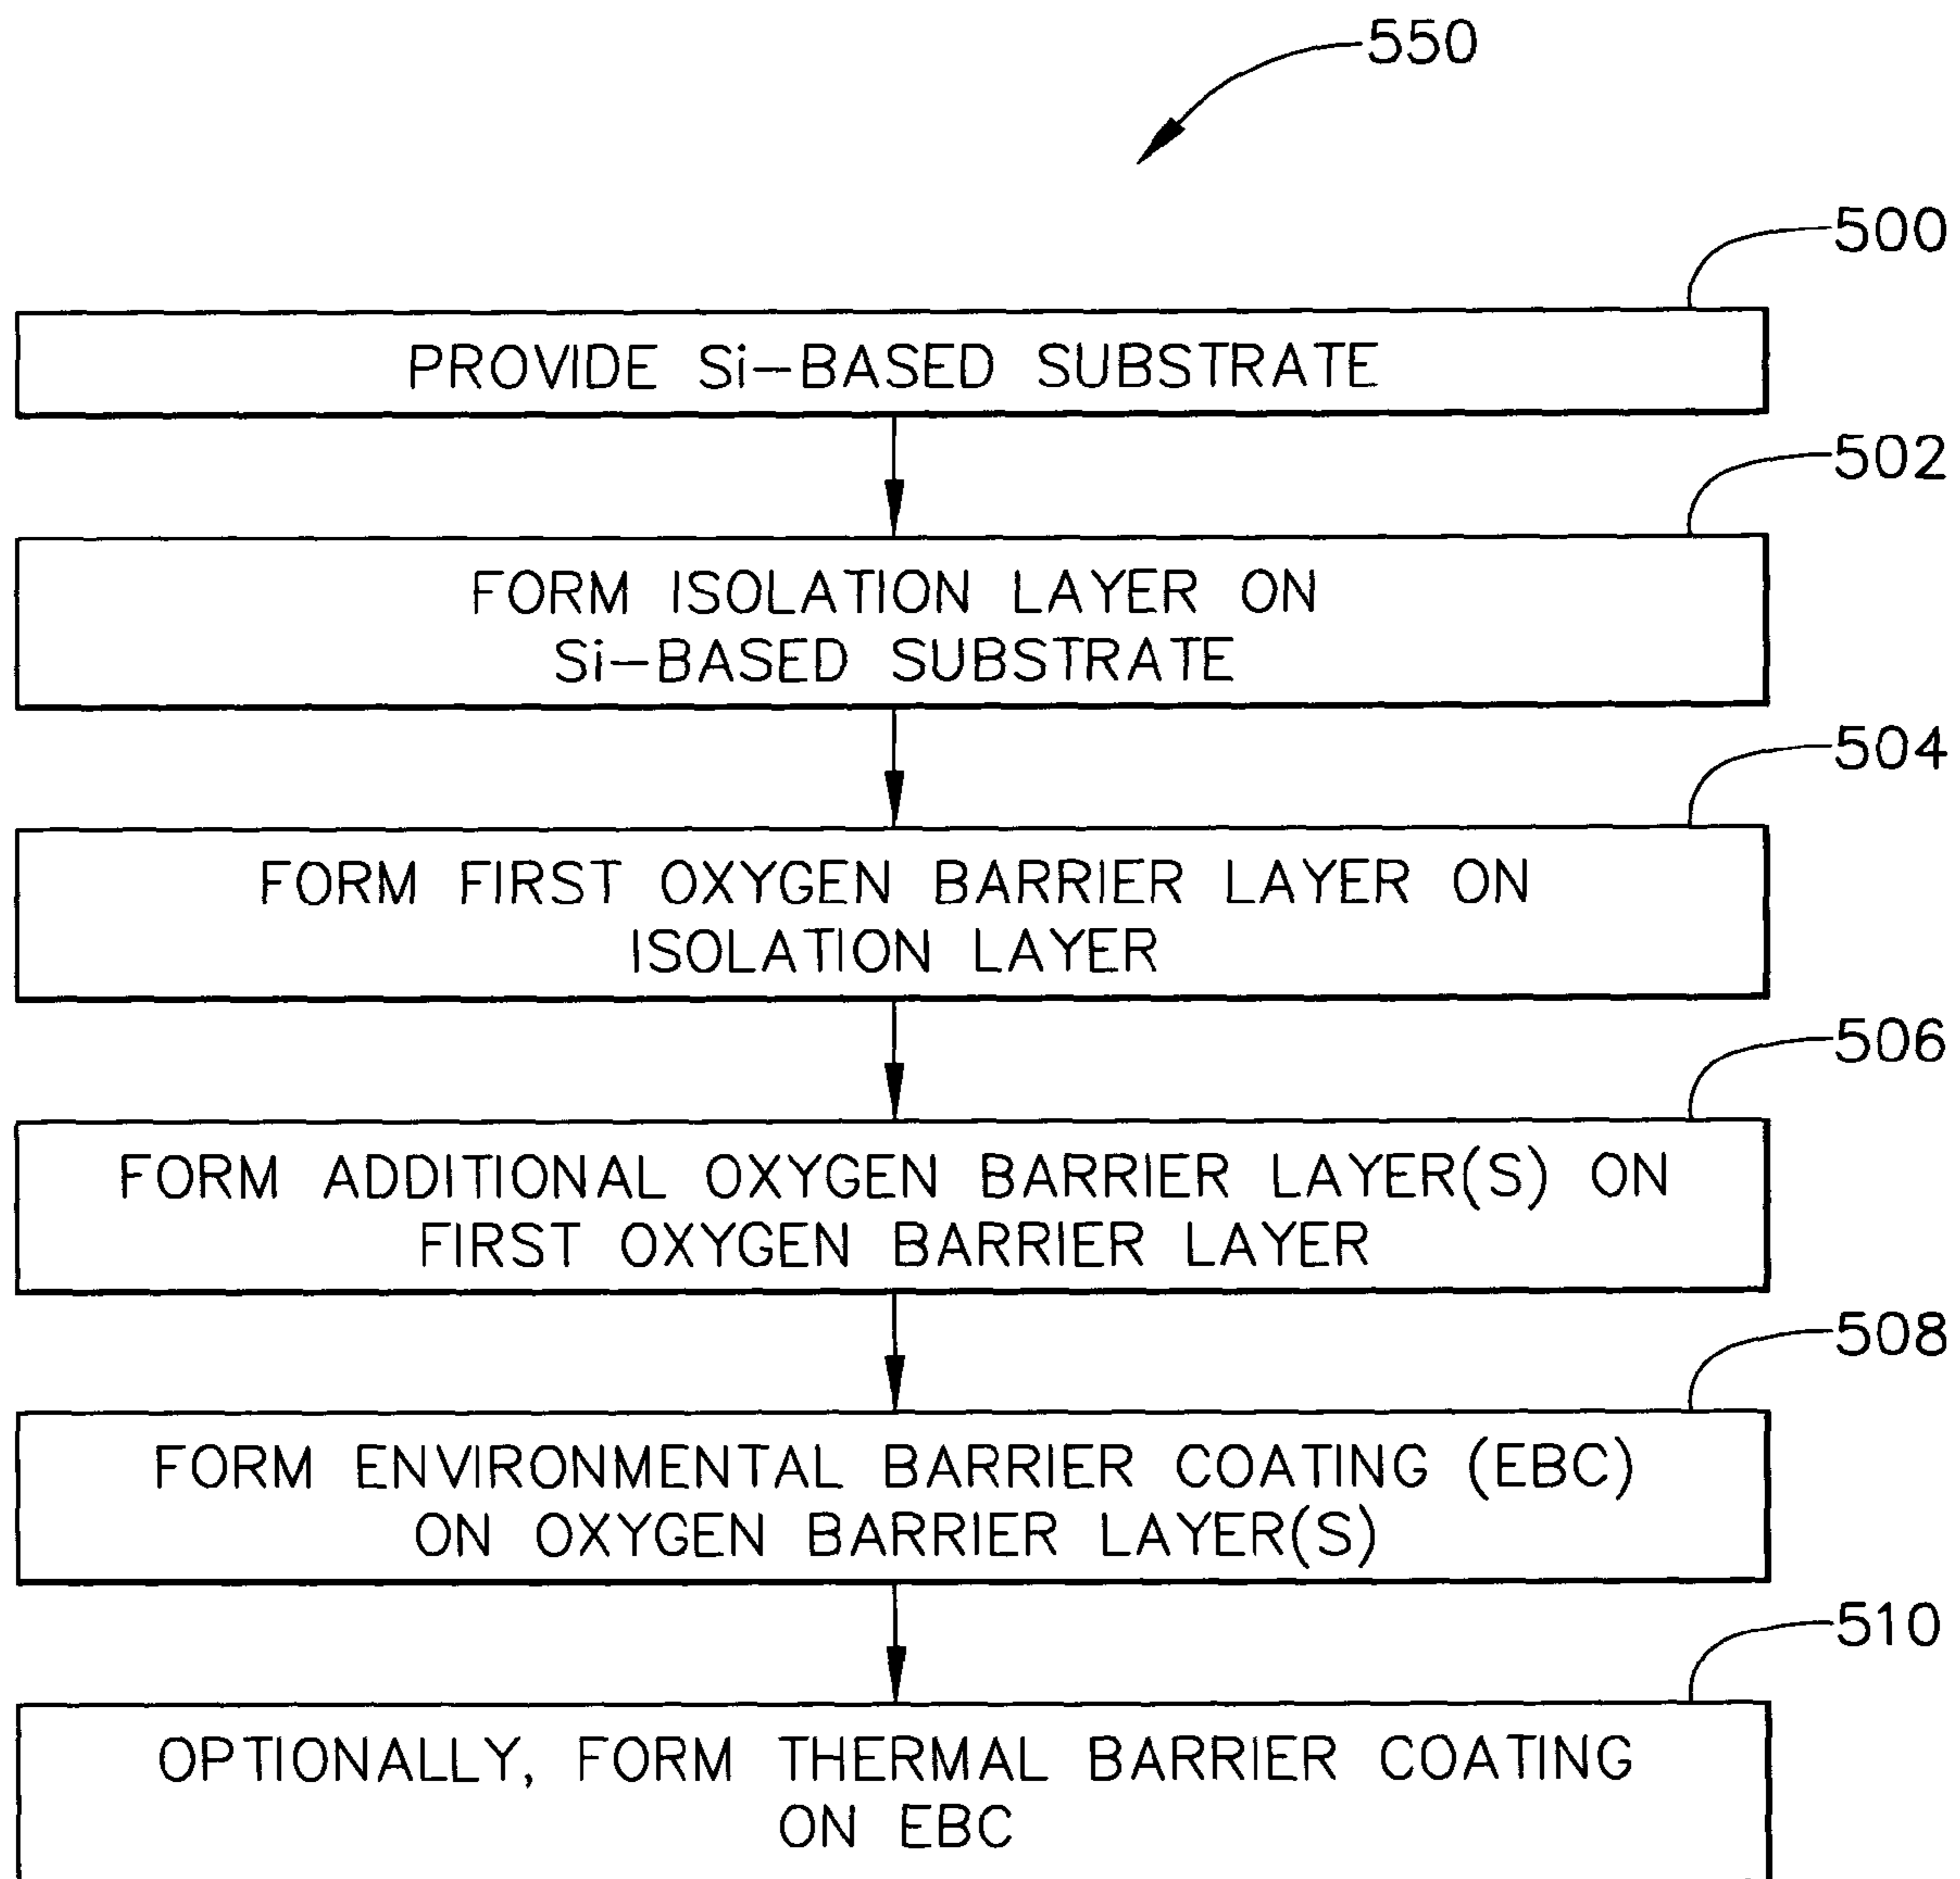 550
500
PROVIDE Si-BASED SUBSTRATE
502
FORM ISOLATION LAYER ON
Si-BASED SUBSTRATE
504
FORM FIRST OXYGEN BARRIER LAYER ON
ISOLATION LAYER
506
FORM ADDITIONAL OXYGEN BARRIER LAYER(S) ON
FIRST OXYGEN BARRIER LAYER
508
FORM ENVIRONMENTAL BARRIER COATING (EBC)
ON OXYGEN BARRIER LAYER(S)
510
OPTIONALLY, FORM THERMAL BARRIER COATING
ON EBC